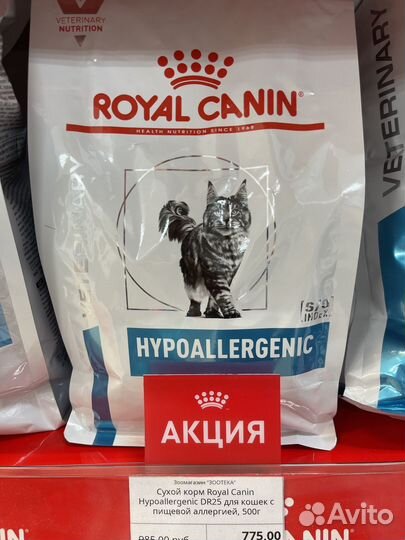 VETERINARY
NUTRITION
ROYAL CANIN
HEALTH NUTRITION SINCE 1968
VETERINARY
[S/O]
INDEX
HYPOALLERGENIC
АКЦИЯ
Зоомагазин "ЗООТЕКА"
Сухой корм Royal Canin
Hypoallergenic DR25 для кошек с
пищевой аллергией, 500г
775.00
Avito